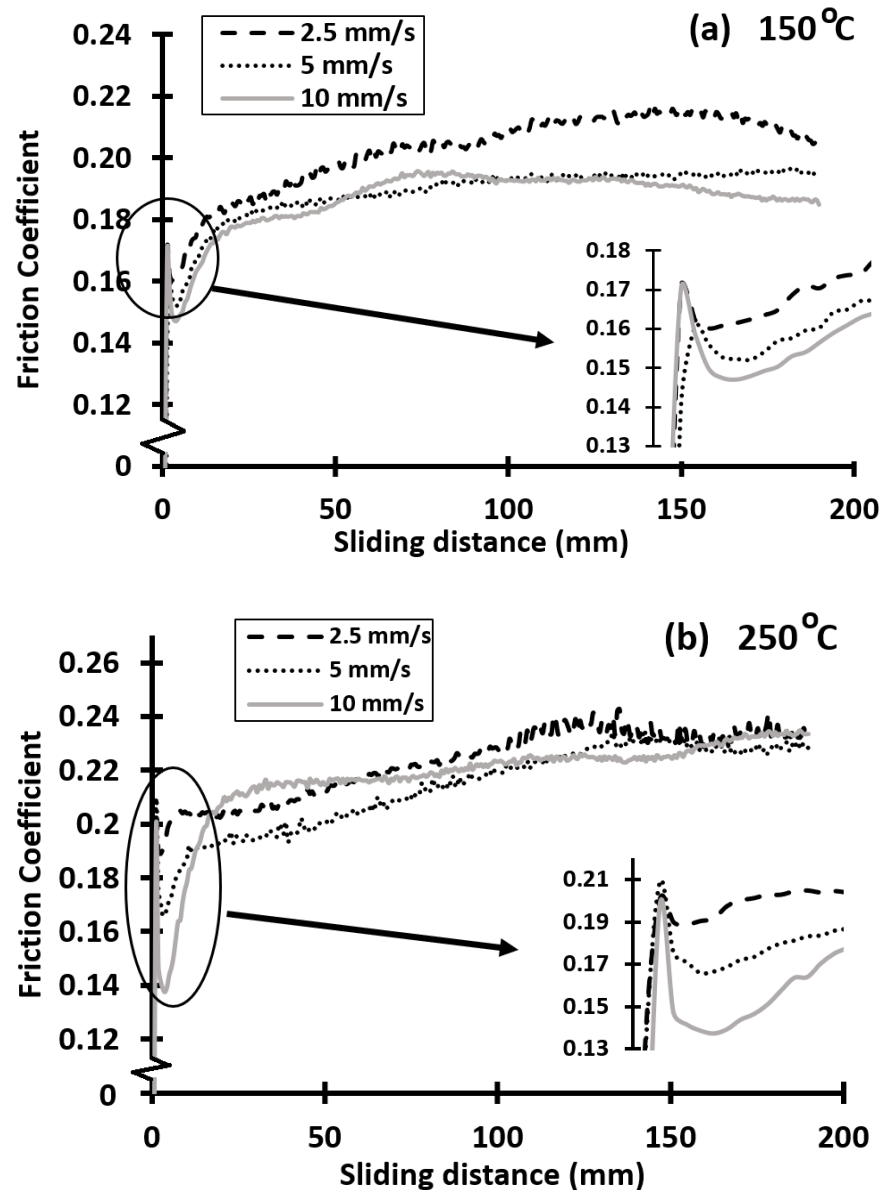 (a) 150°C
2.5 mm/s
5 mm/s
10 mm/s
Friction Coefficient
0.24
0.22
0.20
0.18
0.16
0.14
0.12
0
0.18
0.17
0.16
0.15
0.14
0.13
0 50 100 150 200
Sliding distance (mm)
(b) 250°C
2.5 mm/s
5 mm/s
10 mm/s
Friction Coefficient
0.26
0.24
0.22
0.2
0.18
0.16
0.14
0.12
0
0.21
0.19
0.17
0.15
0.13
0 50 100 150 200
Sliding distance (mm)